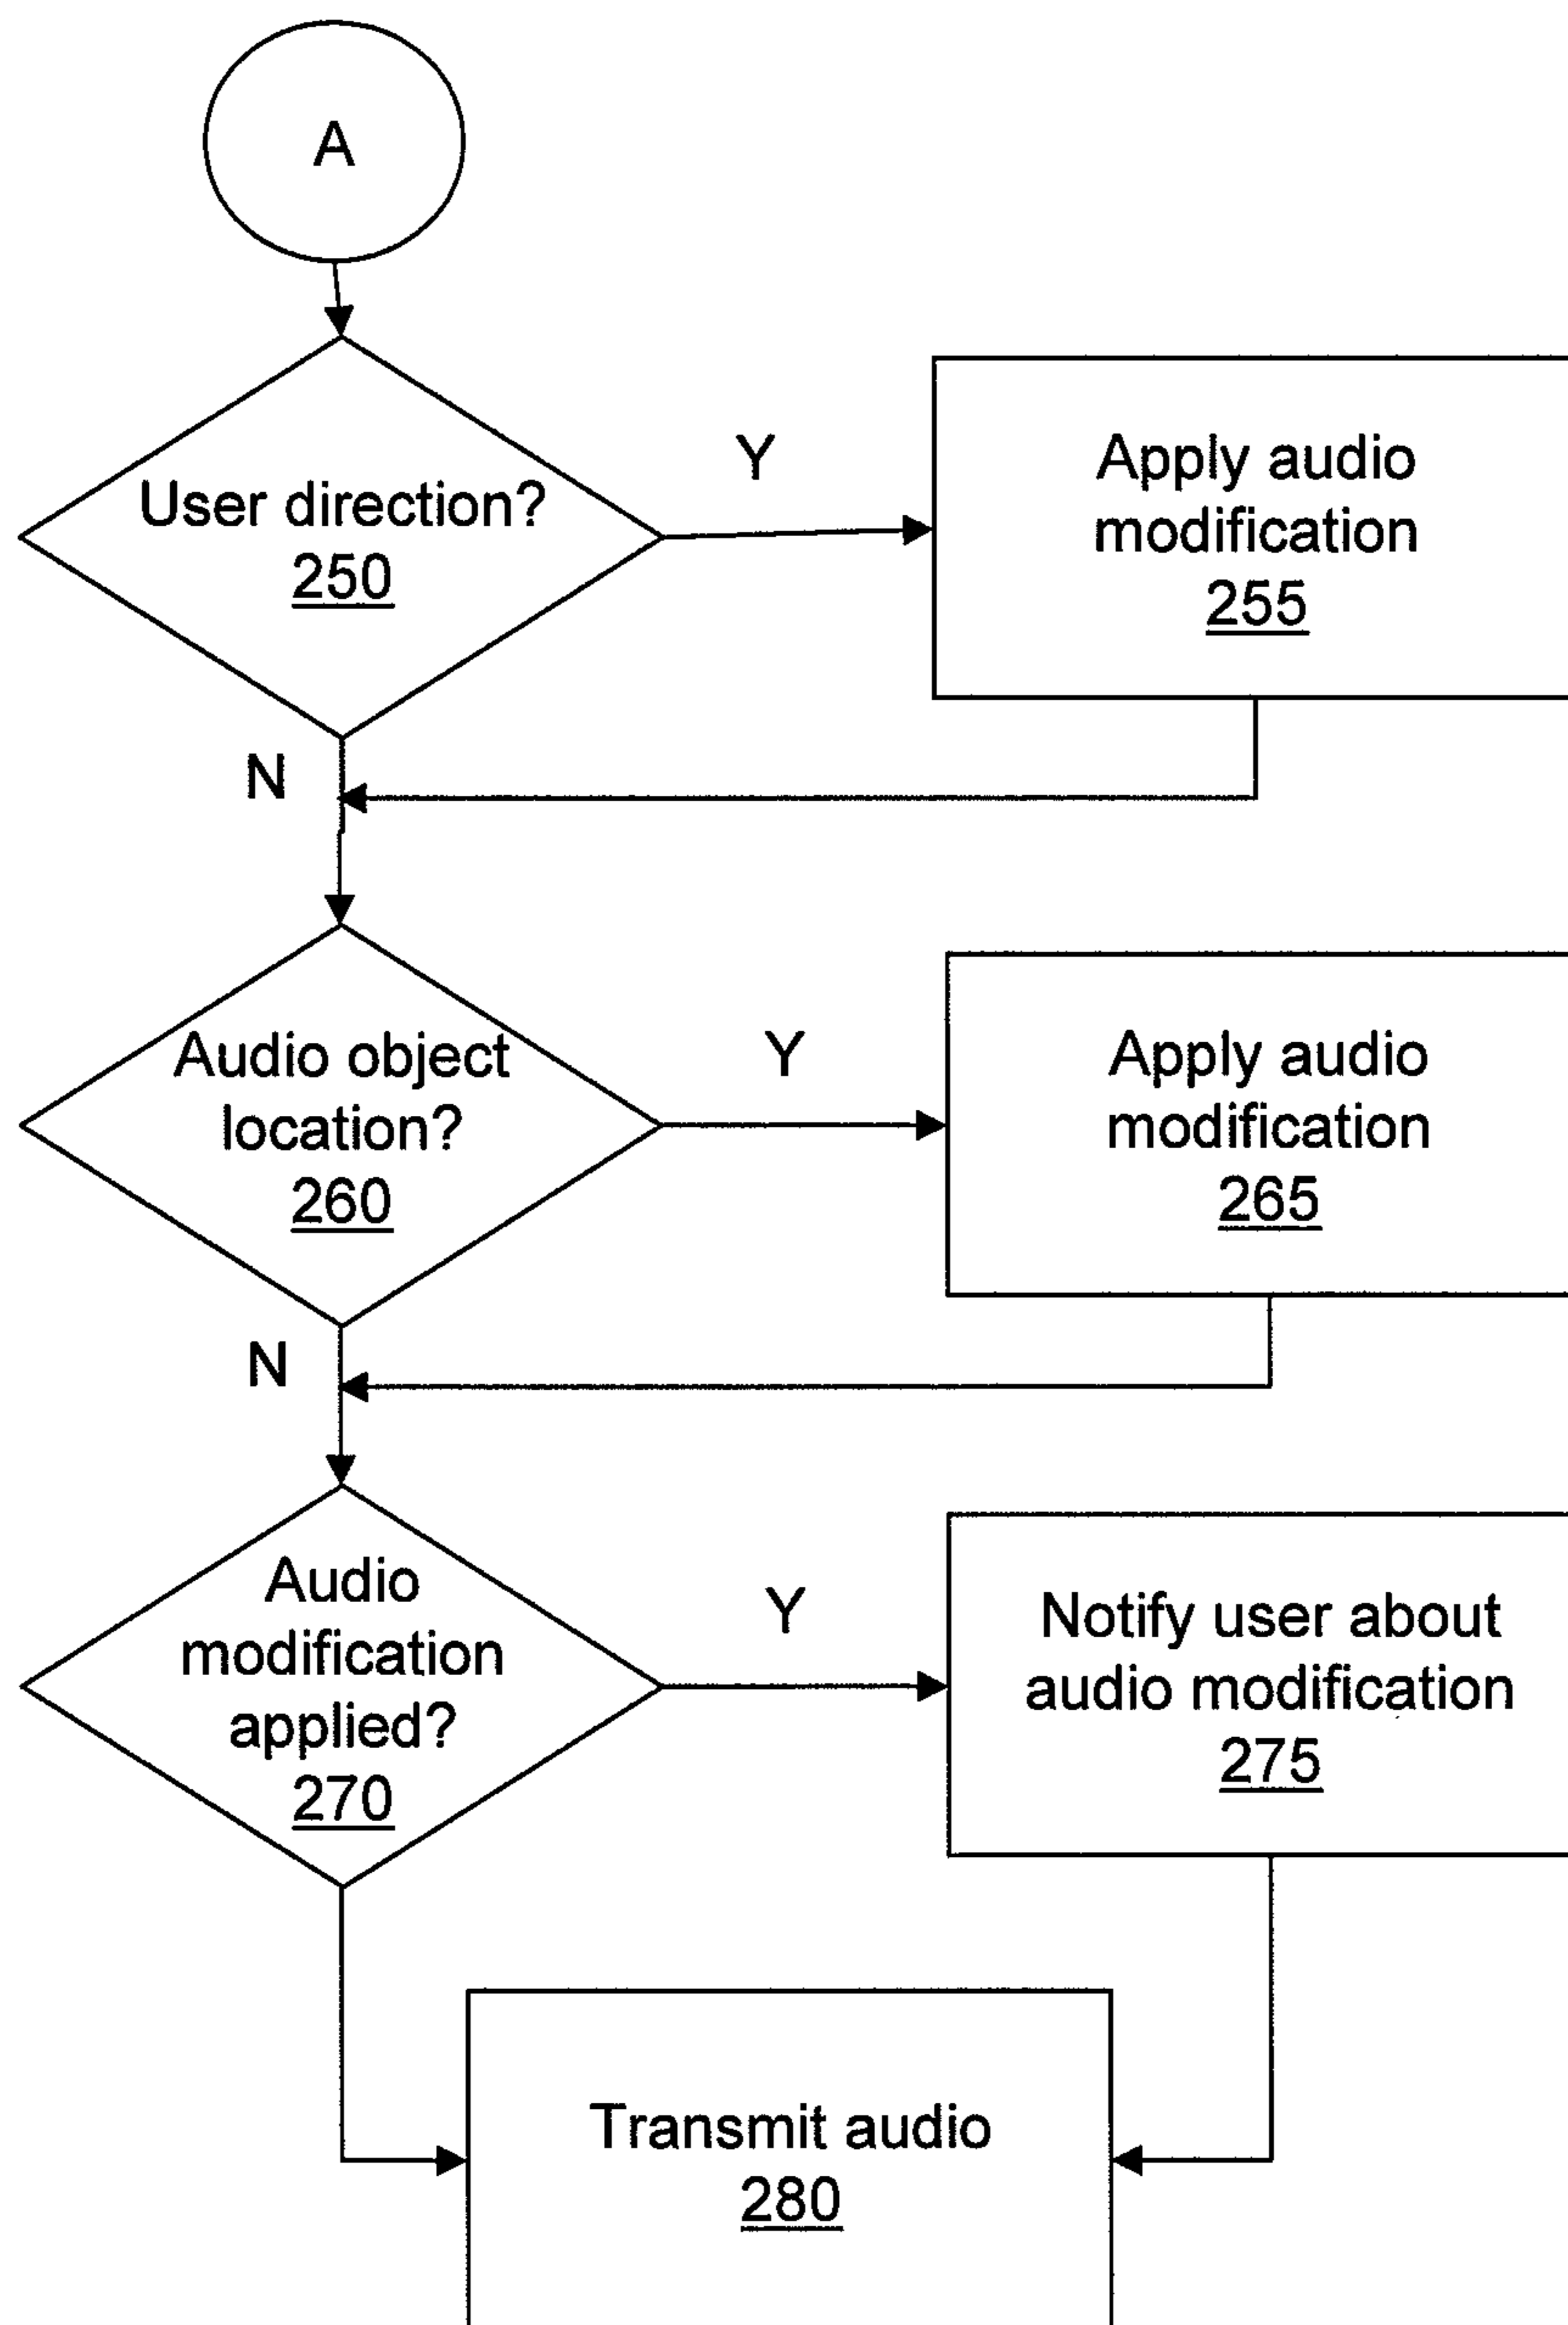 A
User direction?
250
Y
Apply audio
modification
255
N
Audio object
location?
260
Y
Apply audio
modification
265
N
Audio
modification
applied?
270
Y
Notify user about
audio modification
275
Transmit audio
280